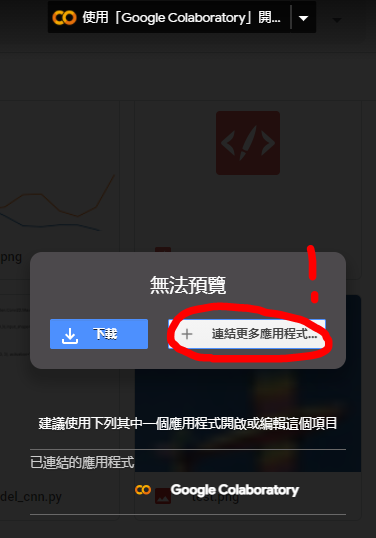 使用「Google Colaboratory」開...
png
無法預覽
下載
連結更多應用程式...
建議使用下列其中一個應用程式開啟或編輯這個項目
已連結的應用程式
Google Colaboratory
del_cnn.py
test.png